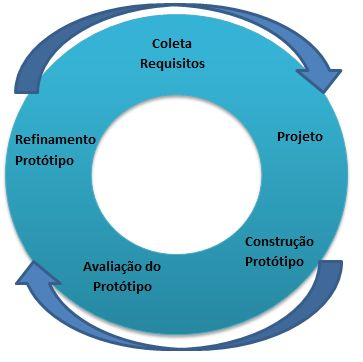 Coleta
Requisitos
Projeto
Construção
Protótipo
Avaliação do
Protótipo
Refinamento
Protótipo